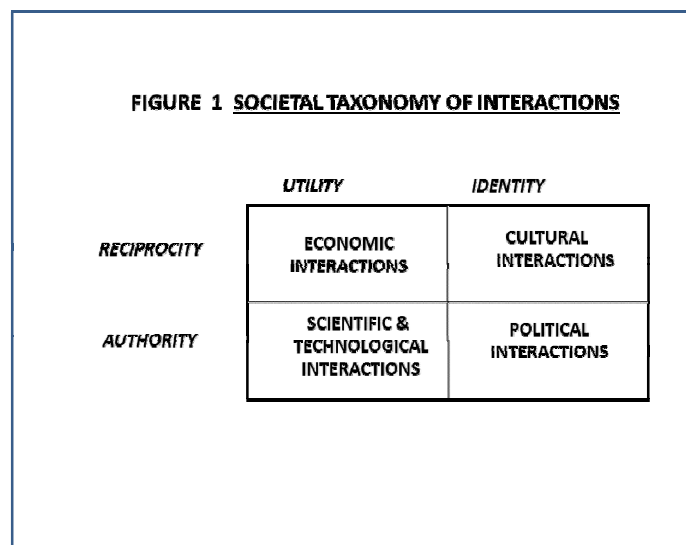 FIGURE 1 SOCIETAL TAXONOMY OF INTERACTIONS
UTILITY IDENTITY
RECIPROCITY
ECONOMIC
INTERACTIONS
CULTURAL
INTERACTIONS
AUTHORITY
SCIENTIFIC &
TECHNOLOGICAL
INTERACTIONS
POLITICAL
INTERACTIONS